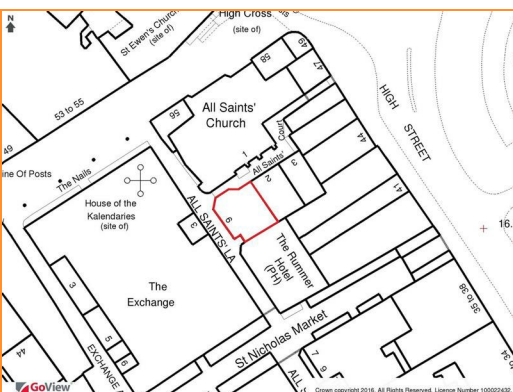 N
High Cross
(site of)
St Ewen's Church
(site of)
49
58
47
53 to 55
56
All Saints'
Church
HIGH STREET
44
49
ine Of Posts
The Nails
1
All Saints' Court
3
2
41
House of the
Kalendaries
(site of)
ALL SAINTS' LA
9
3
16.
The Rummer
Hotel
(PH)
The
Exchange
3
35 to 38
St Nicholas Market
5
6
EXCHANGE A
44
7
9
34
ALL S
GoView
Crown copyright 2016. All Rights Reserved. Licence Number 100022432